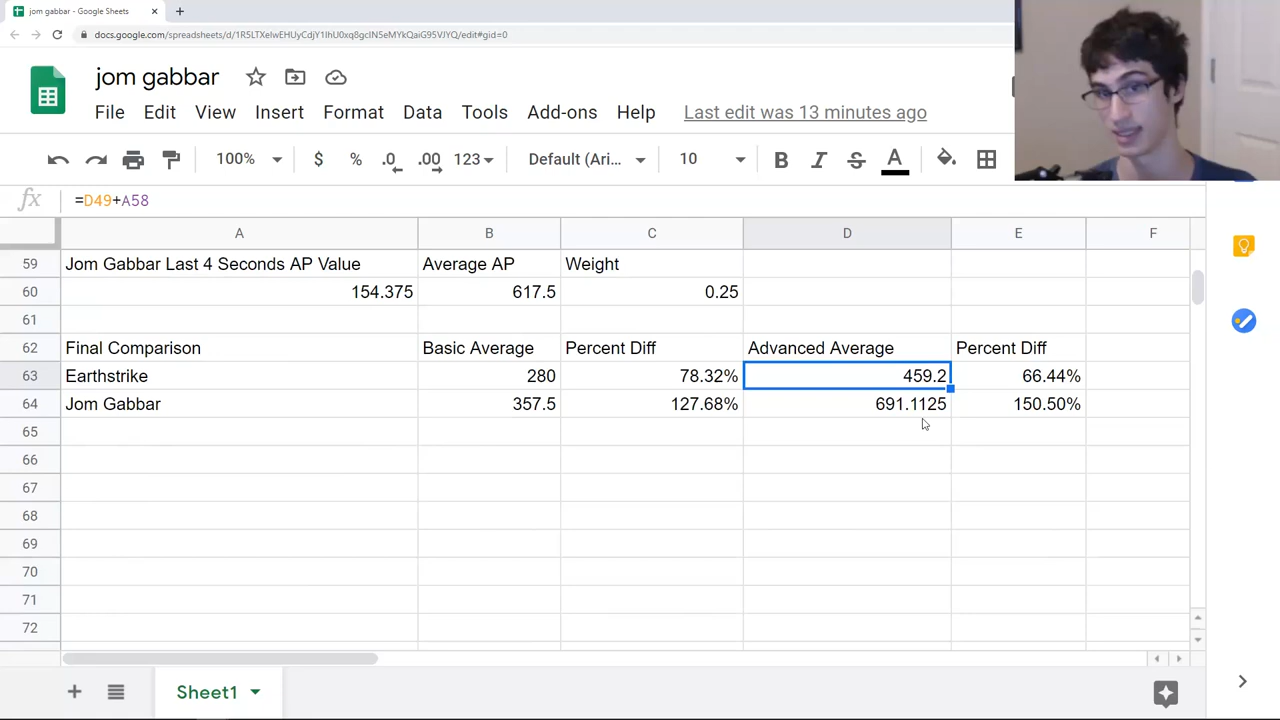 jom gabbar - Google Sheets
docs.google.com/spreadsheets/d/1R5LTXelwEHUyCdjY1IhU0xq8gclN5eMYkQaiG95VJYQ/edit#gid=0
jom gabbar
File Edit View Insert Format Data Tools Add-ons Help Last edit was 13 minutes ago
100% $ % .0 .00 123 Default (Ari... 10 B I S A
fx =D49+A58
A B C D E F
59 Jom Gabbar Last 4 Seconds AP Value Average AP Weight
60 154.375 617.5 0.25
61
62 Final Comparison Basic Average Percent Diff Advanced Average Percent Diff
63 Earthstrike 280 78.32% 459.2 66.44%
64 Jom Gabbar 357.5 127.68% 691.1125 150.50%
65
66
67
68
69
70
71
72
Sheet1